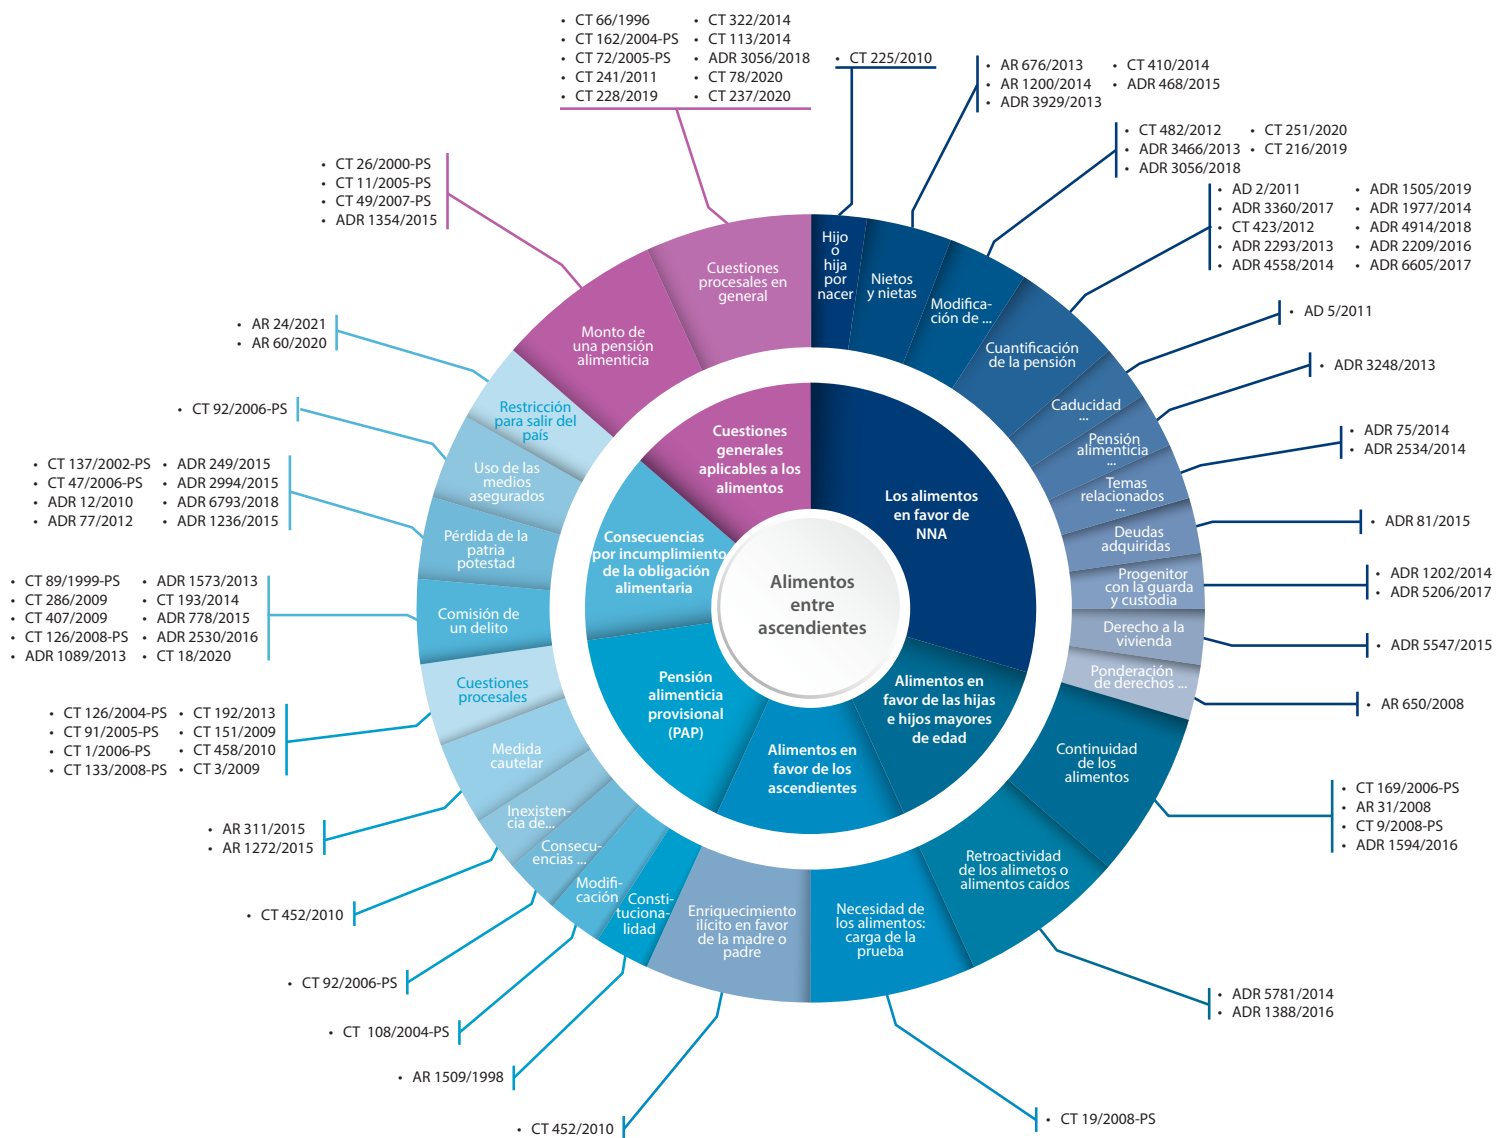 • CT 66/1996
• CT 162/2004-PS
• CT 72/2005-PS
• CT 241/2011
• CT 228/2019
• CT 322/2014
• CT 113/2014
• ADR 3056/2018
• CT 78/2020
• CT 237/2020
• CT 225/2010
• AR 676/2013
• AR 1200/2014
• ADR 3929/2013
• CT 410/2014
• ADR 468/2015
• CT 482/2012
• ADR 3466/2013
• ADR 3056/2018
• CT 251/2020
• CT 216/2019
• AD 2/2011
• ADR 3360/2017
• CT 423/2012
• ADR 2293/2013
• ADR 4558/2014
• ADR 1505/2019
• ADR 1977/2014
• ADR 4914/2018
• ADR 2209/2016
• ADR 6605/2017
• AD 5/2011
• ADR 3248/2013
• ADR 75/2014
• ADR 2534/2014
• ADR 81/2015
• ADR 1202/2014
• ADR 5206/2017
• ADR 5547/2015
• AR 650/2008
• CT 169/2006-PS
• AR 31/2008
• CT 9/2008-PS
• ADR 1594/2016
• ADR 5781/2014
• ADR 1388/2016
• CT 19/2008-PS
• CT 452/2010
• AR 1509/1998
• CT 108/2004-PS
• CT 92/2006-PS
• CT 452/2010
• AR 311/2015
• AR 1272/2015
• CT 126/2004-PS
• CT 91/2005-PS
• CT 1/2006-PS
• CT 133/2008-PS
• CT 192/2013
• CT 151/2009
• CT 458/2010
• CT 3/2009
• CT 89/1999-PS
• CT 286/2009
• CT 407/2009
• CT 126/2008-PS
• ADR 1089/2013
• ADR 1573/2013
• CT 193/2014
• ADR 778/2015
• ADR 2530/2016
• CT 18/2020
• CT 137/2002-PS
• CT 47/2006-PS
• ADR 12/2010
• ADR 77/2012
• ADR 249/2015
• ADR 2994/2015
• ADR 6793/2018
• ADR 1236/2015
• CT 92/2006-PS
• AR 24/2021
• AR 60/2020
• CT 26/2000-PS
• CT 11/2005-PS
• CT 49/2007-PS
• ADR 1354/2015
Hijo
o
hija
por
nacer
Nietos
y nietas
Modifica-
ción de ...
Cuantificación
de la pensión
Caducidad
...
Pensión
alimenticia
...
Temas
relacionados
...
Deudas
adquiridas
Progenitor
con la guarda
y custodia
Derecho a la
vivienda
Ponderación
de derechos ...
Continuidad
de los
alimentos
Retroactividad
de los alimetos o
alimentos caídos
Necesidad de
los alimentos:
carga de la
prueba
Enriquecimiento
ilícito en favor
de la madre o
padre
Consti-
tuciona-
lidad
Modifi-
cación
Consecu-
encias ...
Inexisten-
cia de...
Medida
cautelar
Cuestiones
procesales
Comisión de
un delito
Pérdida de la
patria
potestad
Uso de las
medios
asegurados
Restricción
para salir del
país
Monto de
una pensión
alimenticia
Cuestiones
procesales en
general
Los alimentos
en favor de
NNA
Alimentos en
favor de las hijas
e hijos mayores
de edad
Alimentos en
favor de los
ascendientes
Pensión
alimenticia
provisional
(PAP)
Consecuencias
por incumplimiento
de la obligación
alimentaria
Cuestiones
generales
aplicables a los
alimentos
Alimentos
entre
ascendientes